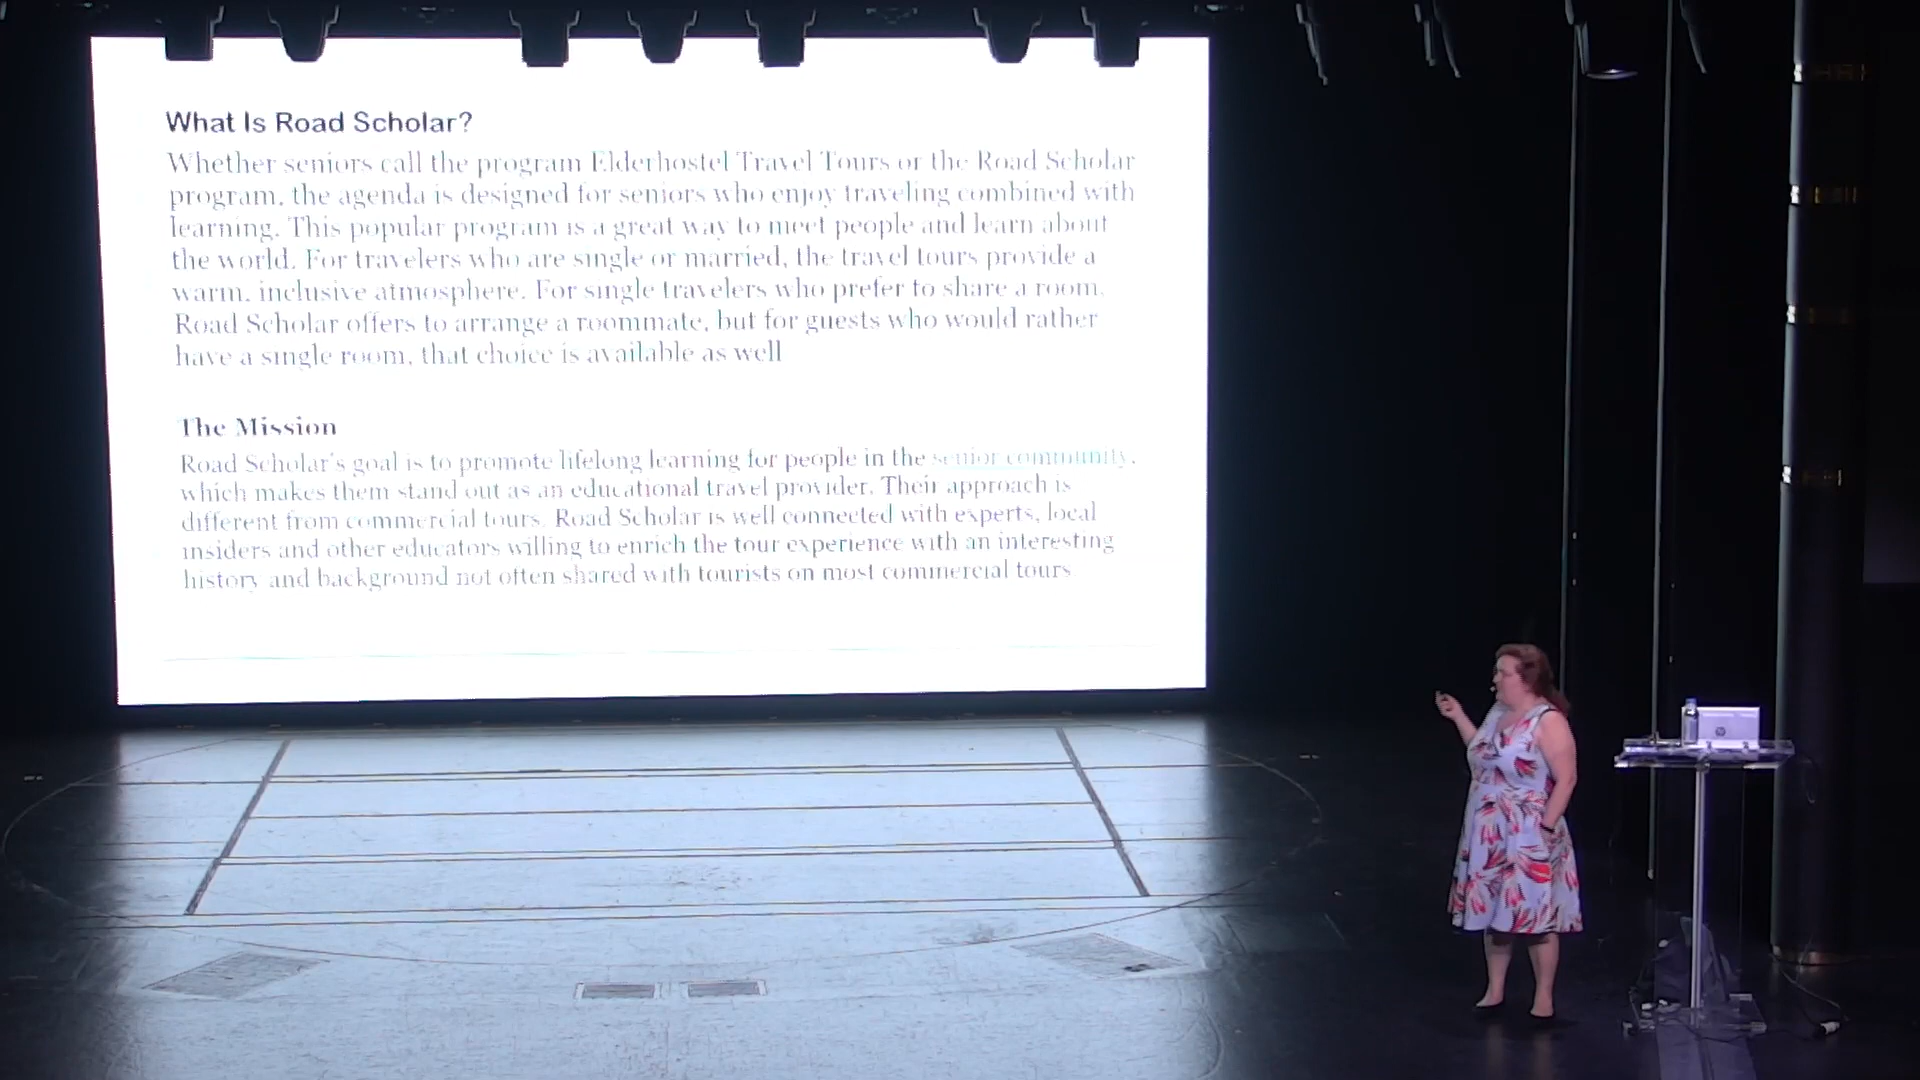 What Is Road Scholar?
Whether seniors call the program Elderhostel Travel Tours or the Road Scholar
program, the agenda is designed for seniors who enjoy traveling combined with
learning. This popular program is a great way to meet people and learn about
the world. For travelers who are single or married, the travel tours provide a
warm, inclusive atmosphere. For single travelers who prefer to share a room,
Road Scholar offers to arrange a roommate, but for guests who would rather
have a single room, that choice is available as well
The Mission
Road Scholar's goal is to promote lifelong learning for people in the senior community,
which makes them stand out as an educational travel provider. Their approach is
different from commercial tours. Road Scholar is well connected with experts, local
insiders and other educators willing to enrich the tour experience with an interesting
history and background not often shared with tourists on most commercial tours.